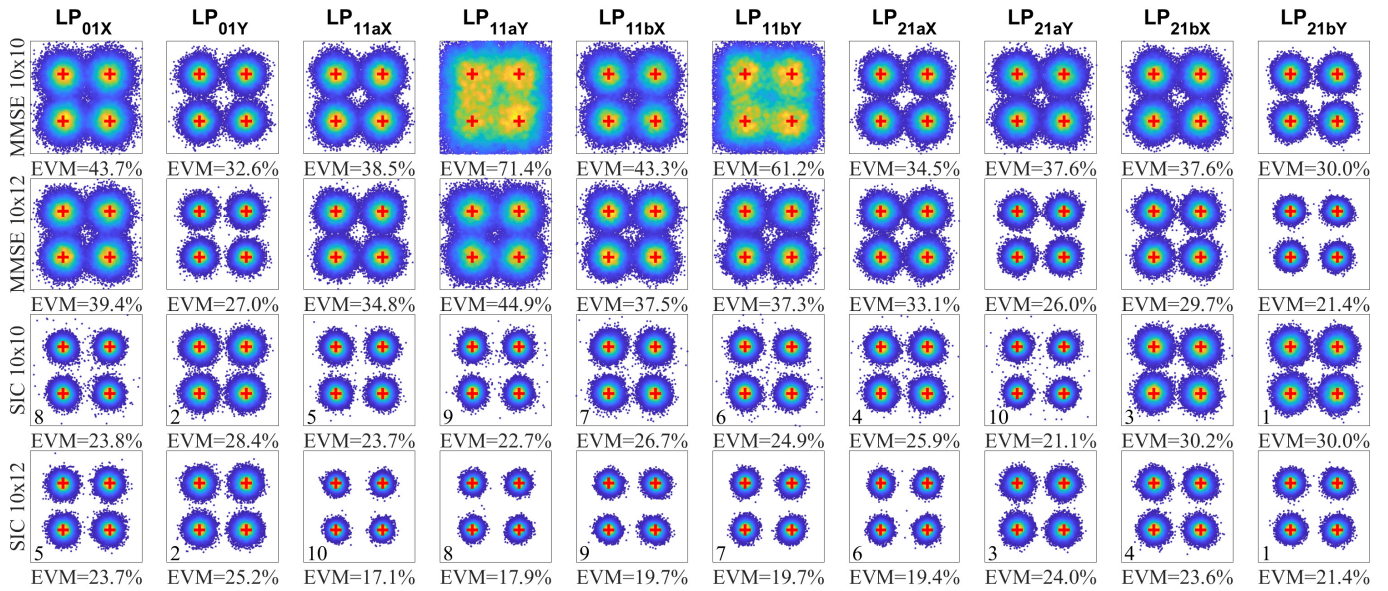 LP01X LP01Y LP11aX LP11aY LP11bX LP11bY LP21aX LP21aY LP21bX LP21bY
MMSE 10x10
EVM=43.7% EVM=32.6% EVM=38.5% EVM=71.4% EVM=43.3% EVM=61.2% EVM=34.5% EVM=37.6% EVM=37.6% EVM=30.0%
MMSE 10x12
EVM=39.4% EVM=27.0% EVM=34.8% EVM=44.9% EVM=37.5% EVM=37.3% EVM=33.1% EVM=26.0% EVM=29.7% EVM=21.4%
SIC 10x10
8 2 5 9 7 6 4 10 3 1
EVM=23.8% EVM=28.4% EVM=23.7% EVM=22.7% EVM=26.7% EVM=24.9% EVM=25.9% EVM=21.1% EVM=30.2% EVM=30.0%
SIC 10x12
5 2 10 8 9 7 6 3 4 1
EVM=23.7% EVM=25.2% EVM=17.1% EVM=17.9% EVM=19.7% EVM=19.7% EVM=19.4% EVM=24.0% EVM=23.6% EVM=21.4%